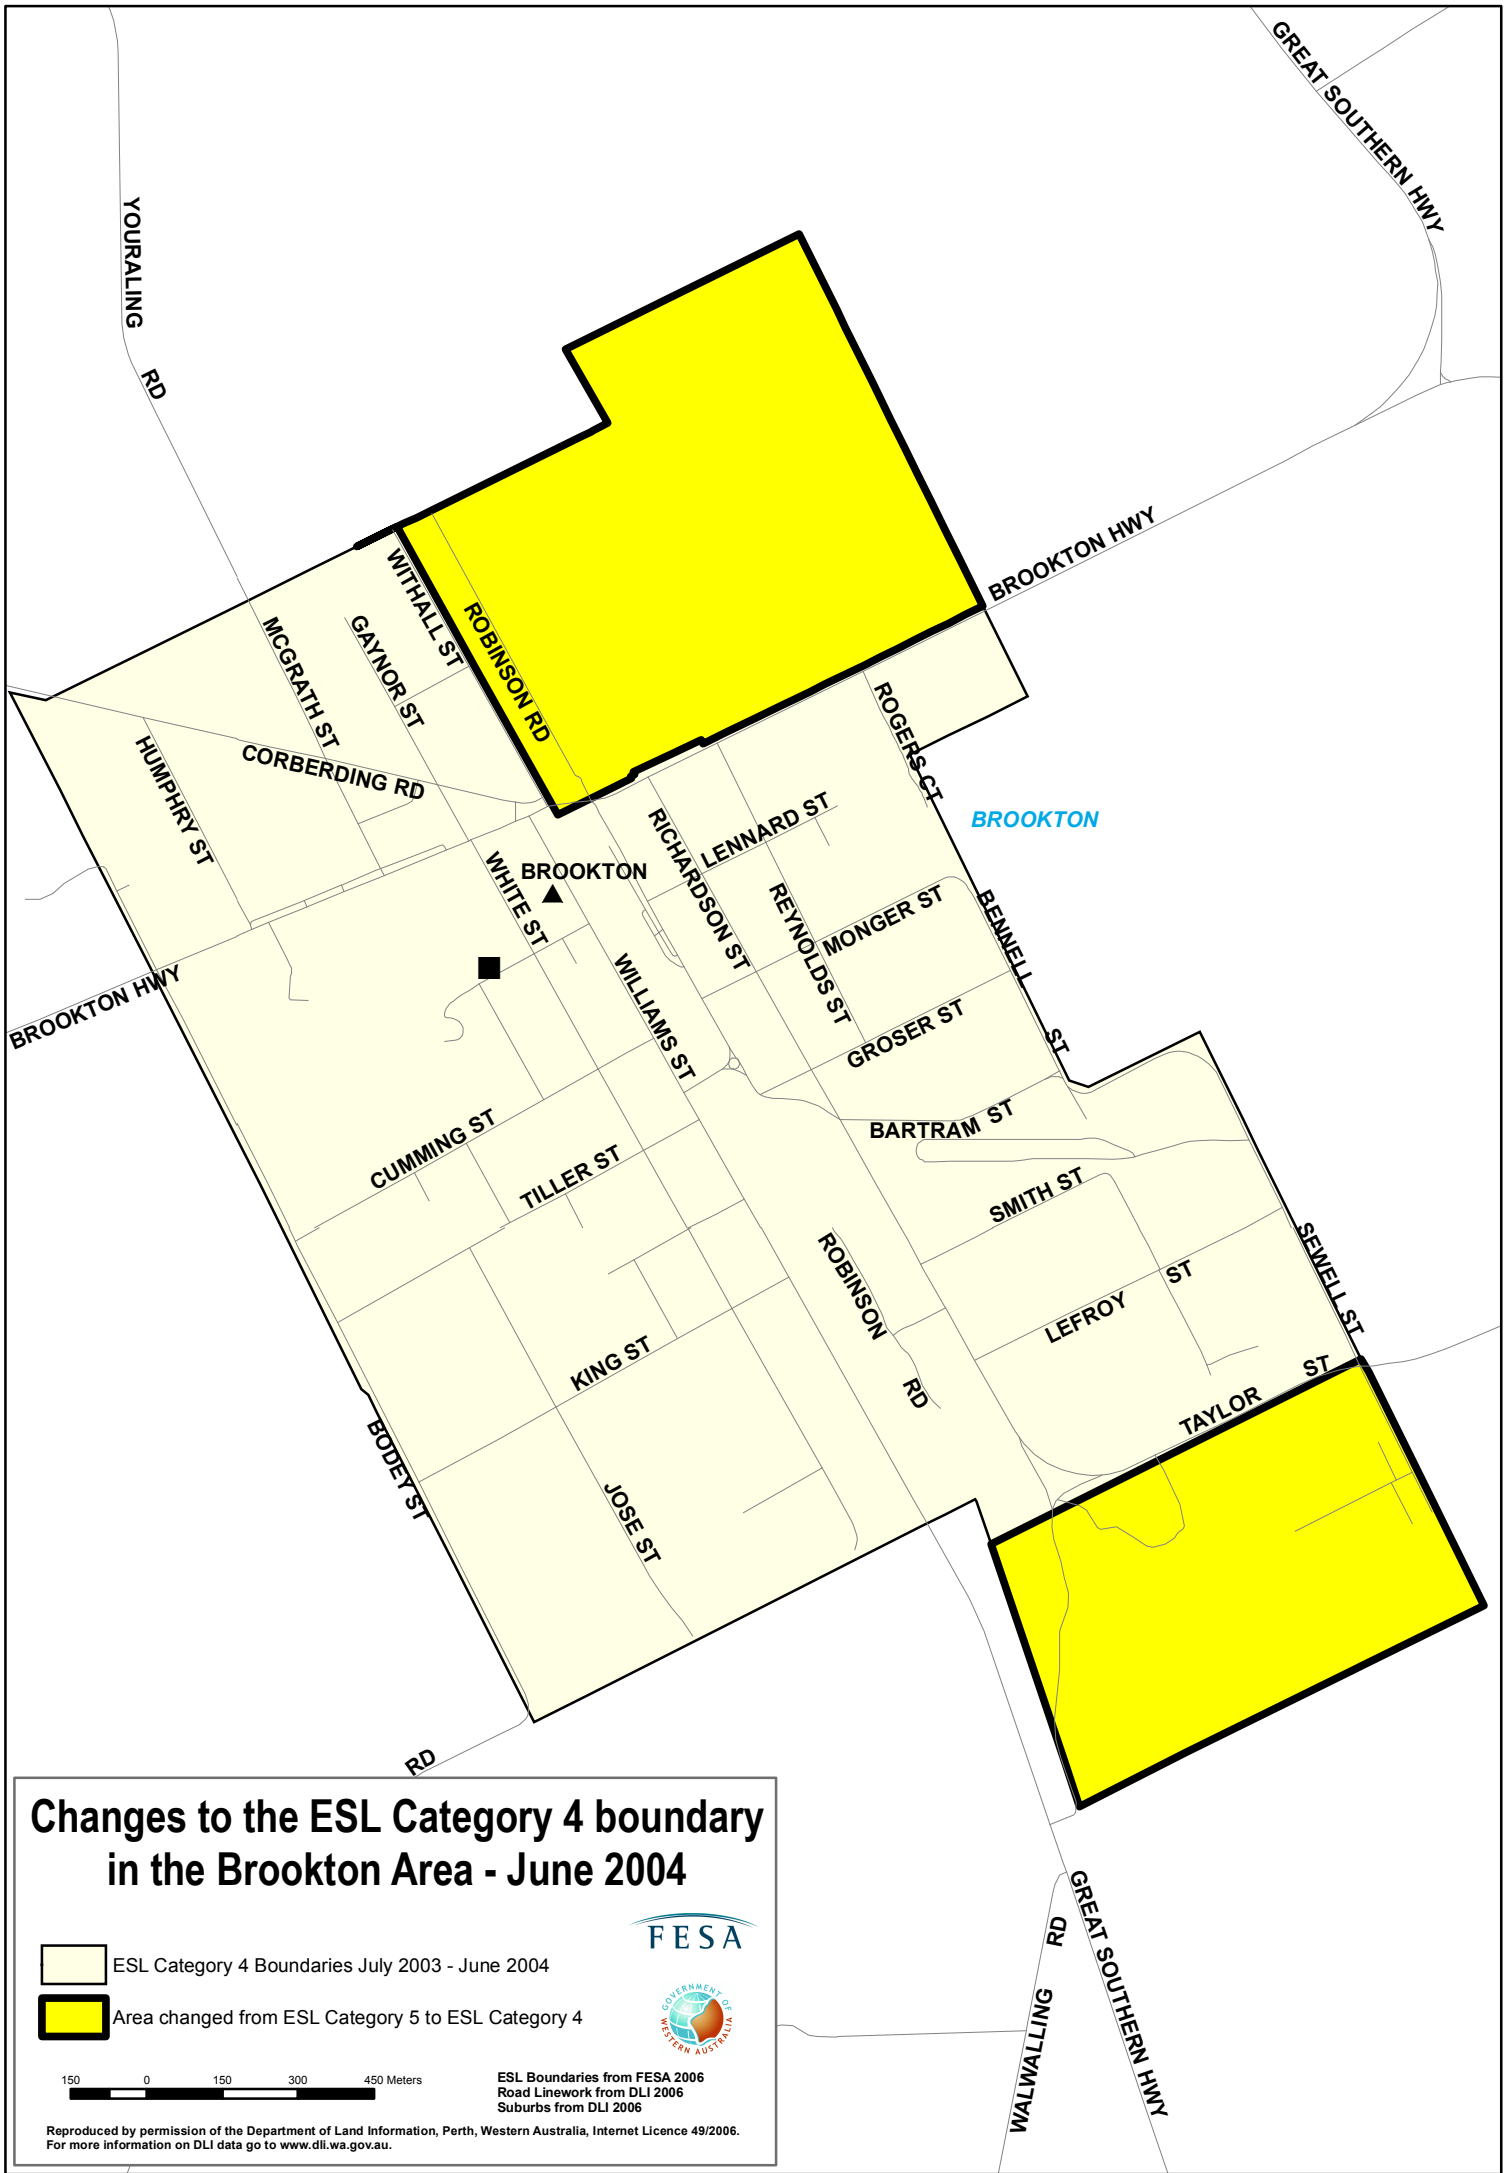 GREAT SOUTHERN HWY
YOURALING
RD
BROOKTON HWY
WITHALL ST
ROBINSON RD
GAYNOR ST
MCGRATH ST
HUMPHRY ST
CORBERDING RD
ROGERS CT
BROOKTON
RICHARDSON ST
LENNARD ST
WHITE ST
BROOKTON
REYNOLDS ST
MONGER ST
BENNELL
ST
BROOKTON HWY
WILLIAMS ST
GROSER ST
BARTRAM ST
CUMMING ST
TILLER ST
SMITH ST
ROBINSON
RD
SEWELL ST
LEFROY
ST
KING ST
TAYLOR
ST
BODEY ST
JOSE ST
RD
Changes to the ESL Category 4 boundary
in the Brookton Area - June 2004
FESA
ESL Category 4 Boundaries July 2003 - June 2004
GOVERNMENT OF
WESTERN AUSTRALIA
Area changed from ESL Category 5 to ESL Category 4
150 0 150 300 450 Meters
ESL Boundaries from FESA 2006
Road Linework from DLI 2006
Suburbs from DLI 2006
Reproduced by permission of the Department of Land Information, Perth, Western Australia, Internet Licence 49/2006.
For more information on DLI data go to www.dli.wa.gov.au.
GREAT SOUTHERN HWY
WALWALLING
RD